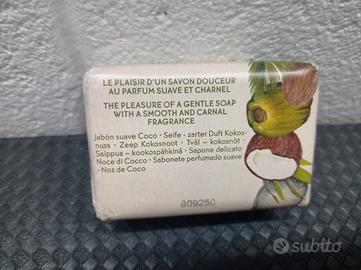 LE PLAISIR D'UN SAVON DOUCEUR
AU PARFUM SUAVE ET CHARNEL
THE PLEASURE OF A GENTLE SOAP
WITH A SMOOTH AND CARNAL
FRAGRANCE
Jabón suave Coco • Seife - zarter Duft Kokos-
nuss • Zeep Kokosnoot • Tvål - kokosnöt •
Saippua - kookospähkinä • Sapone delicato
Noce di Cocco • Sabonete perfumado suave
- Noz de Coco
809250
subito